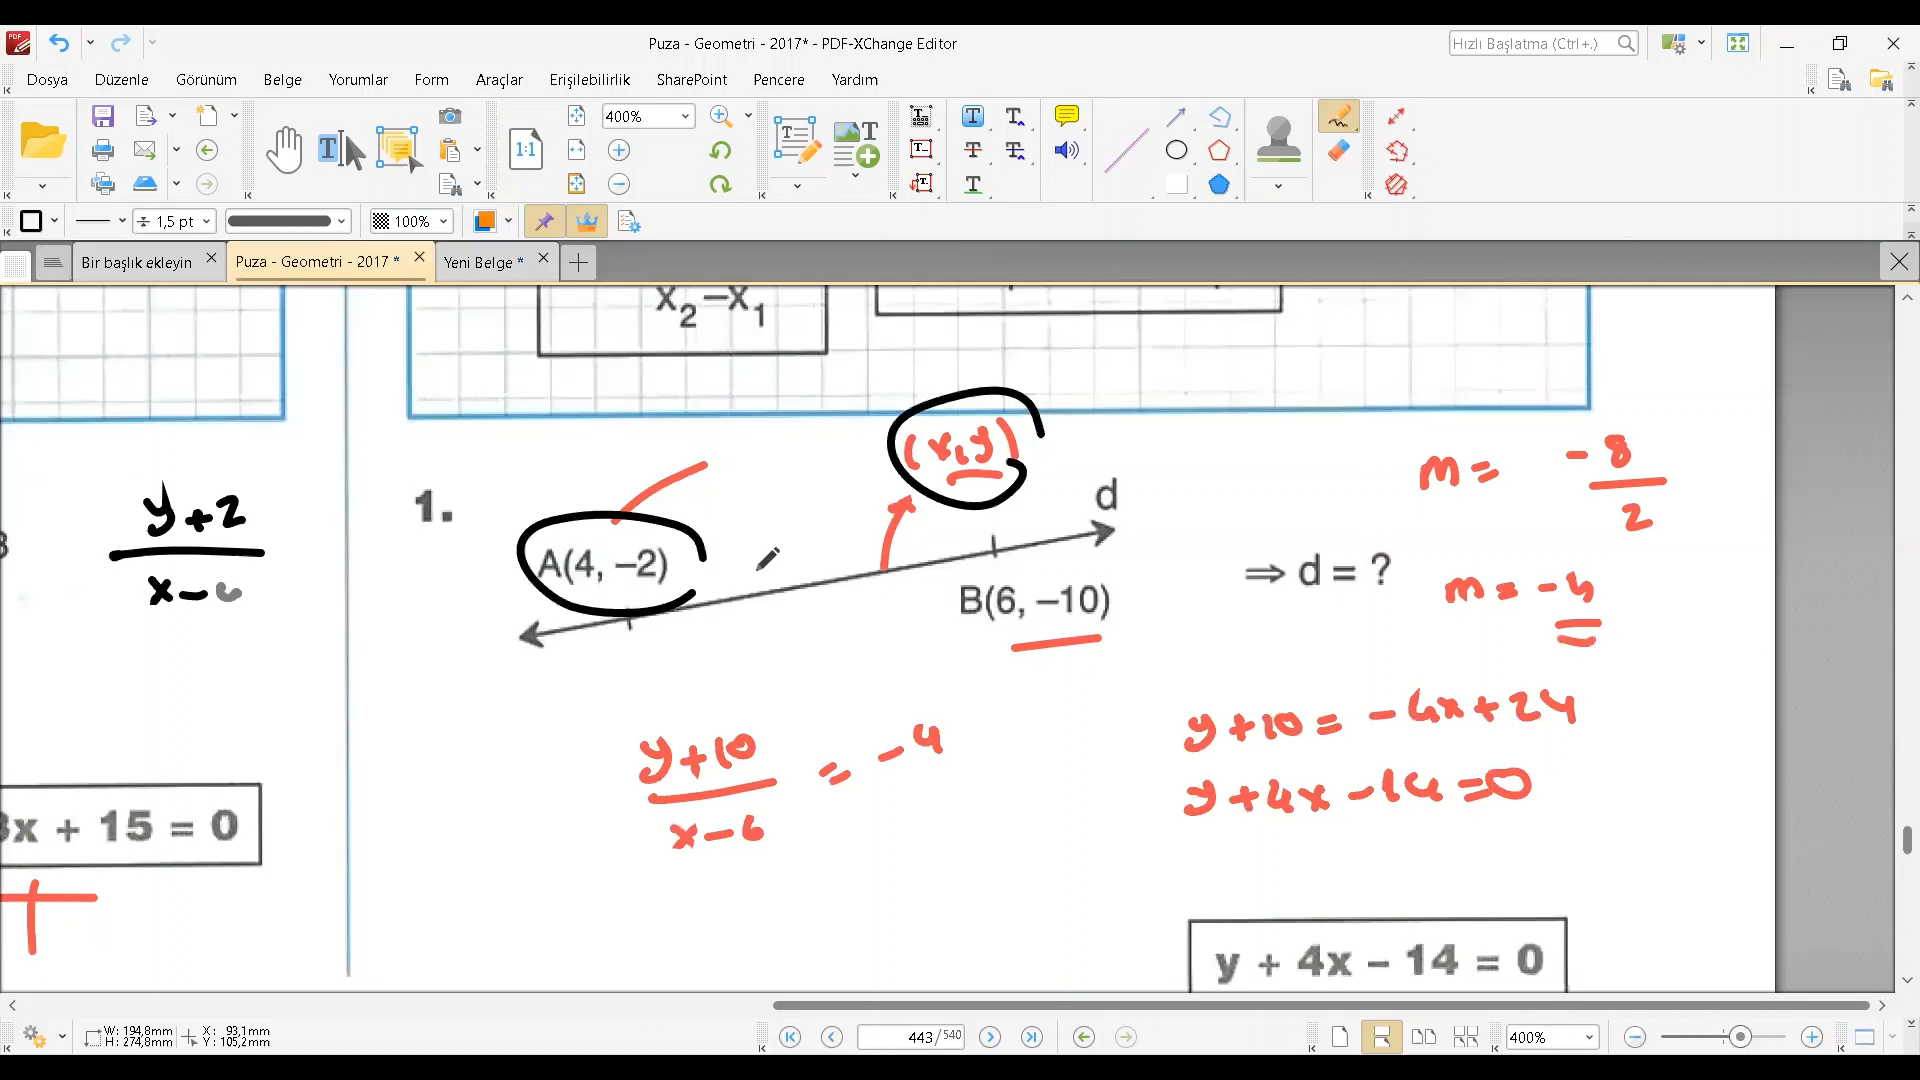 Puza - Geometri - 2017* - PDF-XChange Editor
Hızlı Başlatma (Ctrl+.)
Dosya Düzenle Görünüm Belge Yorumlar Form Araçlar Erişilebilirlik SharePoint Pencere Yardım
400%
1:1
1,5 pt
100%
Bir başlık ekleyin
Puza - Geometri - 2017 *
Yeni Belge *
x₂-x₁
(x,y)
m = -8/2
1.
A(4, -2)
d
B(6, -10)
⇒ d = ?
m = -4
y+2
x-6
y+10 = -4
x-6
y+10 = -4x+24
y+4x-14=0
3x + 15 = 0
y + 4x - 14 = 0
W: 194,8mm
H: 274,8mm
X: 93,1mm
Y: 105,2mm
443 / 540
400%